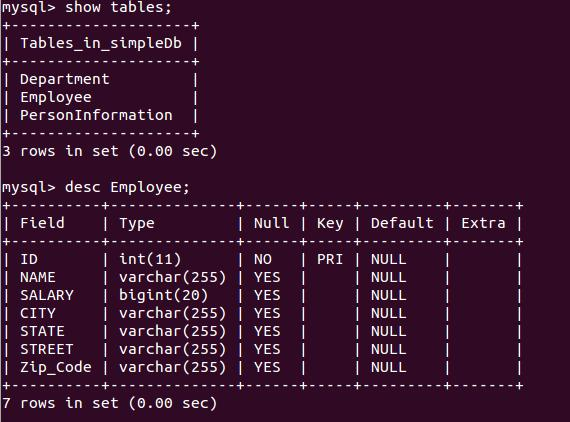 mysql> show tables;
+--------------------+
| Tables_in_simpleDb |
+--------------------+
| Department         |
| Employee           |
| PersonInformation  |
+--------------------+
3 rows in set (0.00 sec)

mysql> desc Employee;
+----------+--------------+------+-----+---------+-------+
| Field    | Type         | Null | Key | Default | Extra |
+----------+--------------+------+-----+---------+-------+
| ID       | int(11)      | NO   | PRI | NULL    |       |
| NAME     | varchar(255) | YES  |     | NULL    |       |
| SALARY   | bigint(20)   | YES  |     | NULL    |       |
| CITY     | varchar(255) | YES  |     | NULL    |       |
| STATE    | varchar(255) | YES  |     | NULL    |       |
| STREET   | varchar(255) | YES  |     | NULL    |       |
| Zip_Code | varchar(255) | YES  |     | NULL    |       |
+----------+--------------+------+-----+---------+-------+
7 rows in set (0.00 sec)